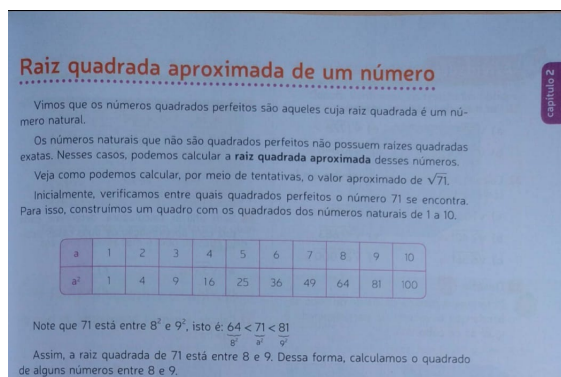 Raiz quadrada aproximada de um número
capítulo 2
Vimos que os números quadrados perfeitos são aqueles cuja raiz quadrada é um nú-
mero natural.
Os números naturais que não são quadrados perfeitos não possuem raízes quadradas
exatas. Nesses casos, podemos calcular a raiz quadrada aproximada desses números.
Veja como podemos calcular, por meio de tentativas, o valor aproximado de √71.
Inicialmente, verificamos entre quais quadrados perfeitos o número 71 se encontra.
Para isso, construímos um quadro com os quadrados dos números naturais de 1 a 10.
a 1 2 3 4 5 6 7 8 9 10
a² 1 4 9 16 25 36 49 64 81 100
Note que 71 está entre 8² e 9², isto é: 64 < 71 < 81
8² a² 9²
Assim, a raiz quadrada de 71 está entre 8 e 9. Dessa forma, calculamos o quadrado
de alguns números entre 8 e 9.